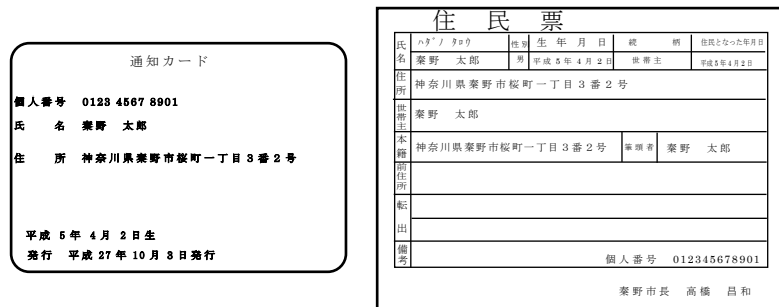 通知カード
個人番号 0123 4567 8901
氏 名 秦野 太郎
住 所 神奈川県秦野市桜町一丁目3番2号
平成 5年 4月 2日生
発行 平成 27年 10月 3日発行
住民票
氏名 ハダノ タロウ 性別 生年月日 続柄 住民となった年月日
秦野 太郎 男 平成5年4月2日 世帯主 平成5年4月2日
住所 神奈川県秦野市桜町一丁目3番2号
世帯主 秦野 太郎
本籍 神奈川県秦野市桜町一丁目3番2号 筆頭者 秦野 太郎
前住所
転出
備考 個人番号 012345678901
秦野市長 高橋 昌和